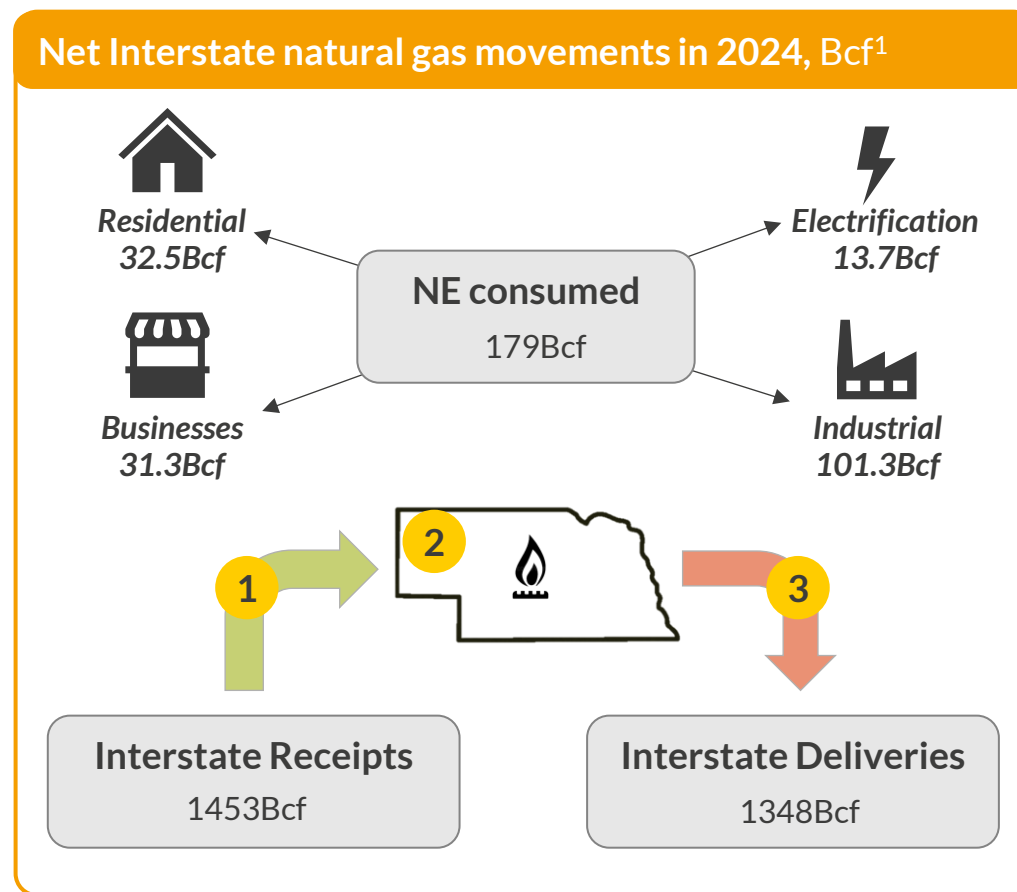 Net Interstate natural gas movements in 2024, Bcf¹
Residential
32.5Bcf
Electrification
13.7Bcf
NE consumed
179Bcf
Businesses
31.3Bcf
Industrial
101.3Bcf
1
2
3
Interstate Receipts
1453Bcf
Interstate Deliveries
1348Bcf